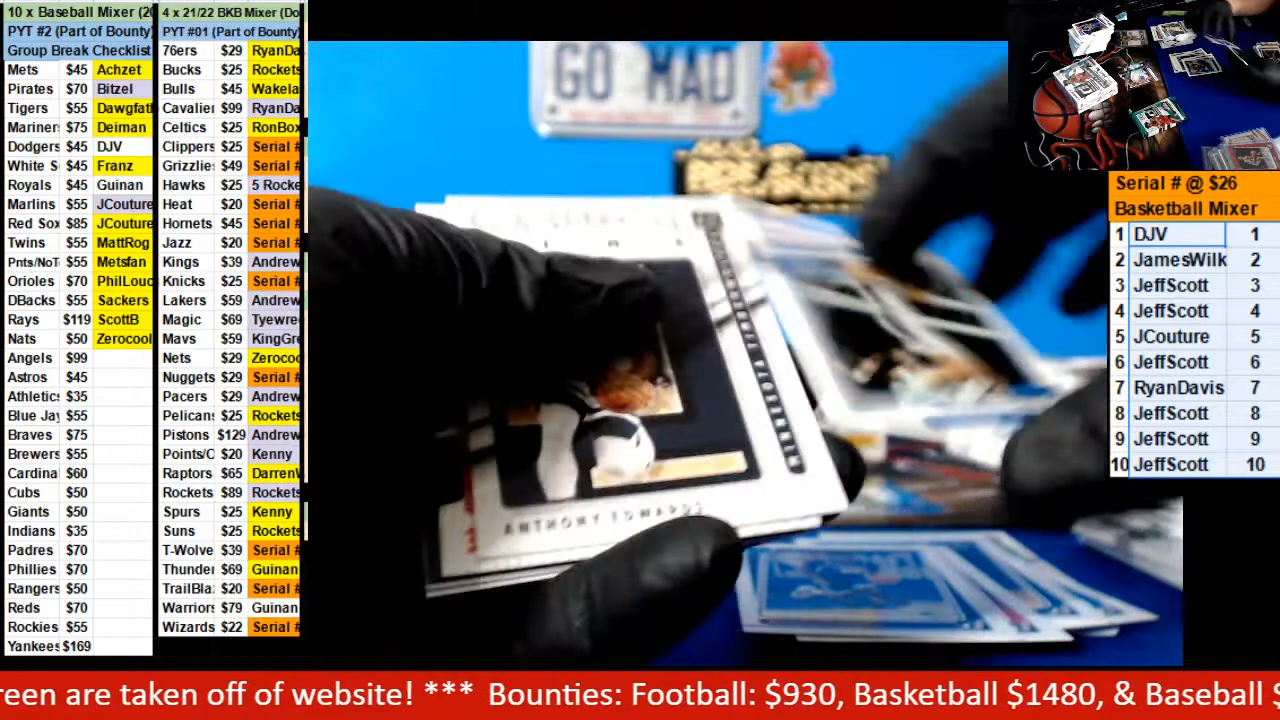 10 x Baseball Mixer (20
PYT #2 (Part of Bounty)
Group Break Checklist
Mets $45 Achzet
Pirates $70 Bitzel
Tigers $55 Dawgfath
Mariner $75 Deiman
Dodgers $45 DJV
White S $45 Franz
Royals $45 Guinan
Marlins $55 JCouture
Red Sox $85 JCouture
Twins $55 MattRog
Pnts/NoT $55 Metsfan
Orioles $70 PhilLouc
DBacks $55 Sackers
Rays $119 ScottB
Nats $50 Zerocool
Angels $99
Astros $45
Athletics $35
Blue Jay $55
Braves $75
Brewers $55
Cardina $60
Cubs $50
Giants $50
Indians $35
Padres $70
Phillies $70
Rangers $50
Reds $70
Rockies $55
Yankees $169
4 x 21/22 BKB Mixer (Do
PYT #01 (Part of Bounty)
76ers $29 RyanDa
Bucks $25 Rockets
Bulls $45 Wakela
Cavalier $99 RyanDa
Celtics $25 RonBox
Clippers $25 Serial #
Grizzlie $49 Serial #
Hawks $25 5 Rocke
Heat $20 Serial #
Hornets $45 Serial #
Jazz $20 Serial #
Kings $39 Andrew
Knicks $25 Serial #
Lakers $59 Andrew
Magic $69 Tyewre
Mavs $59 KingGre
Nets $29 Zerocoo
Nuggets $29 Serial #
Pacers $29 Andrew
Pelican $25 Rockets
Pistons $129 Andrew
Points/C $20 Kenny
Raptors $65 DarrenW
Rockets $89 Rockets
Spurs $25 Kenny
Suns $25 Rockets
T-Wolve $39 Serial #
Thunde $69 Guinan
TrailBla $20 Serial #
Warriors $79 Guinan
Wizards $22 Serial #
GO MAD
ANTHONY EDWARDS
Serial # @ $26
Basketball Mixer
1 DJV 1
2 JamesWilk 2
3 JeffScott 3
4 JeffScott 4
5 JCouture 5
6 JeffScott 6
7 RyanDavis 7
8 JeffScott 8
9 JeffScott 9
10 JeffScott 10
reen are taken off of website! *** Bounties: Football: $930, Basketball $1480, & Baseball $